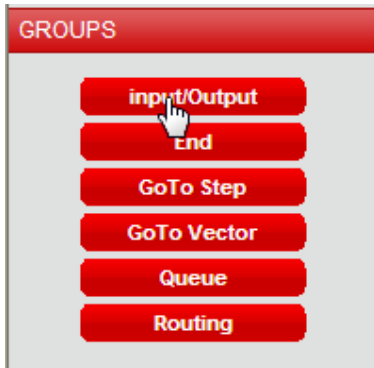 GROUPS
input/Output
End
GoTo Step
GoTo Vector
Queue
Routing